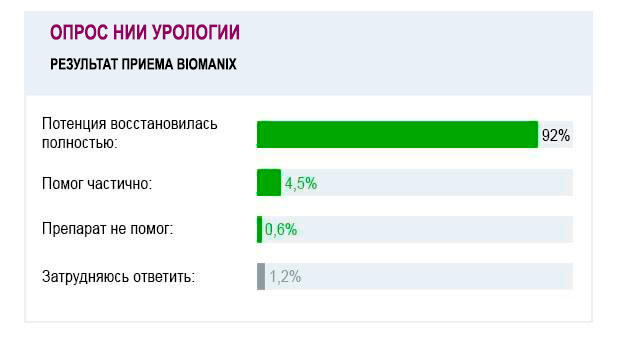 ОПРОС НИИ УРОЛОГИИ
РЕЗУЛЬТАТ ПРИЕМА BIOMANIX
Потенция восстановилась
полностью:
92%
Помог частично:
4,5%
Препарат не помог:
0,6%
Затрудняюсь ответить:
1,2%